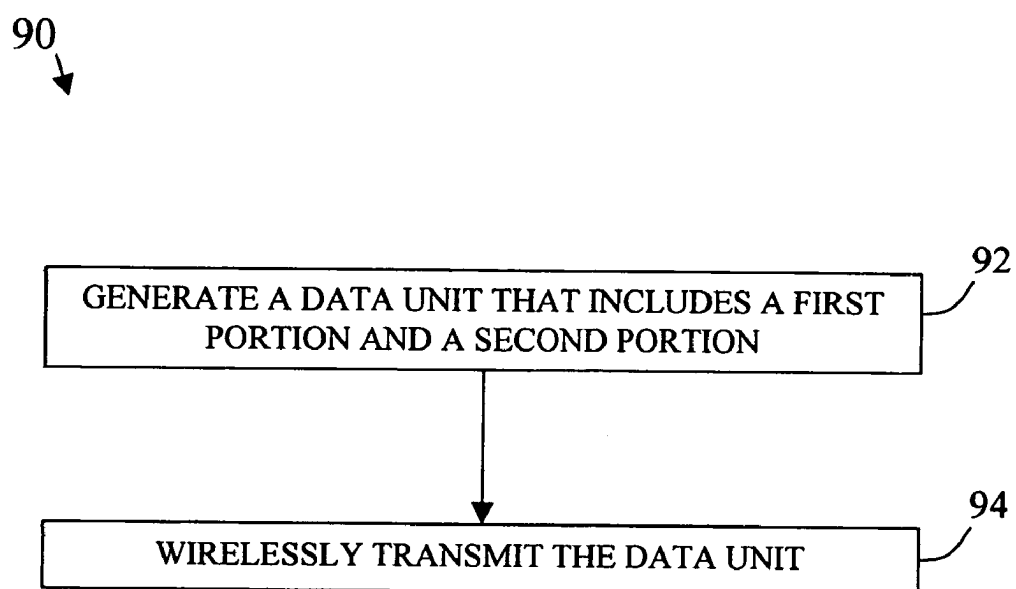 90
92
GENERATE A DATA UNIT THAT INCLUDES A FIRST
PORTION AND A SECOND PORTION
94
WIRELESSLY TRANSMIT THE DATA UNIT